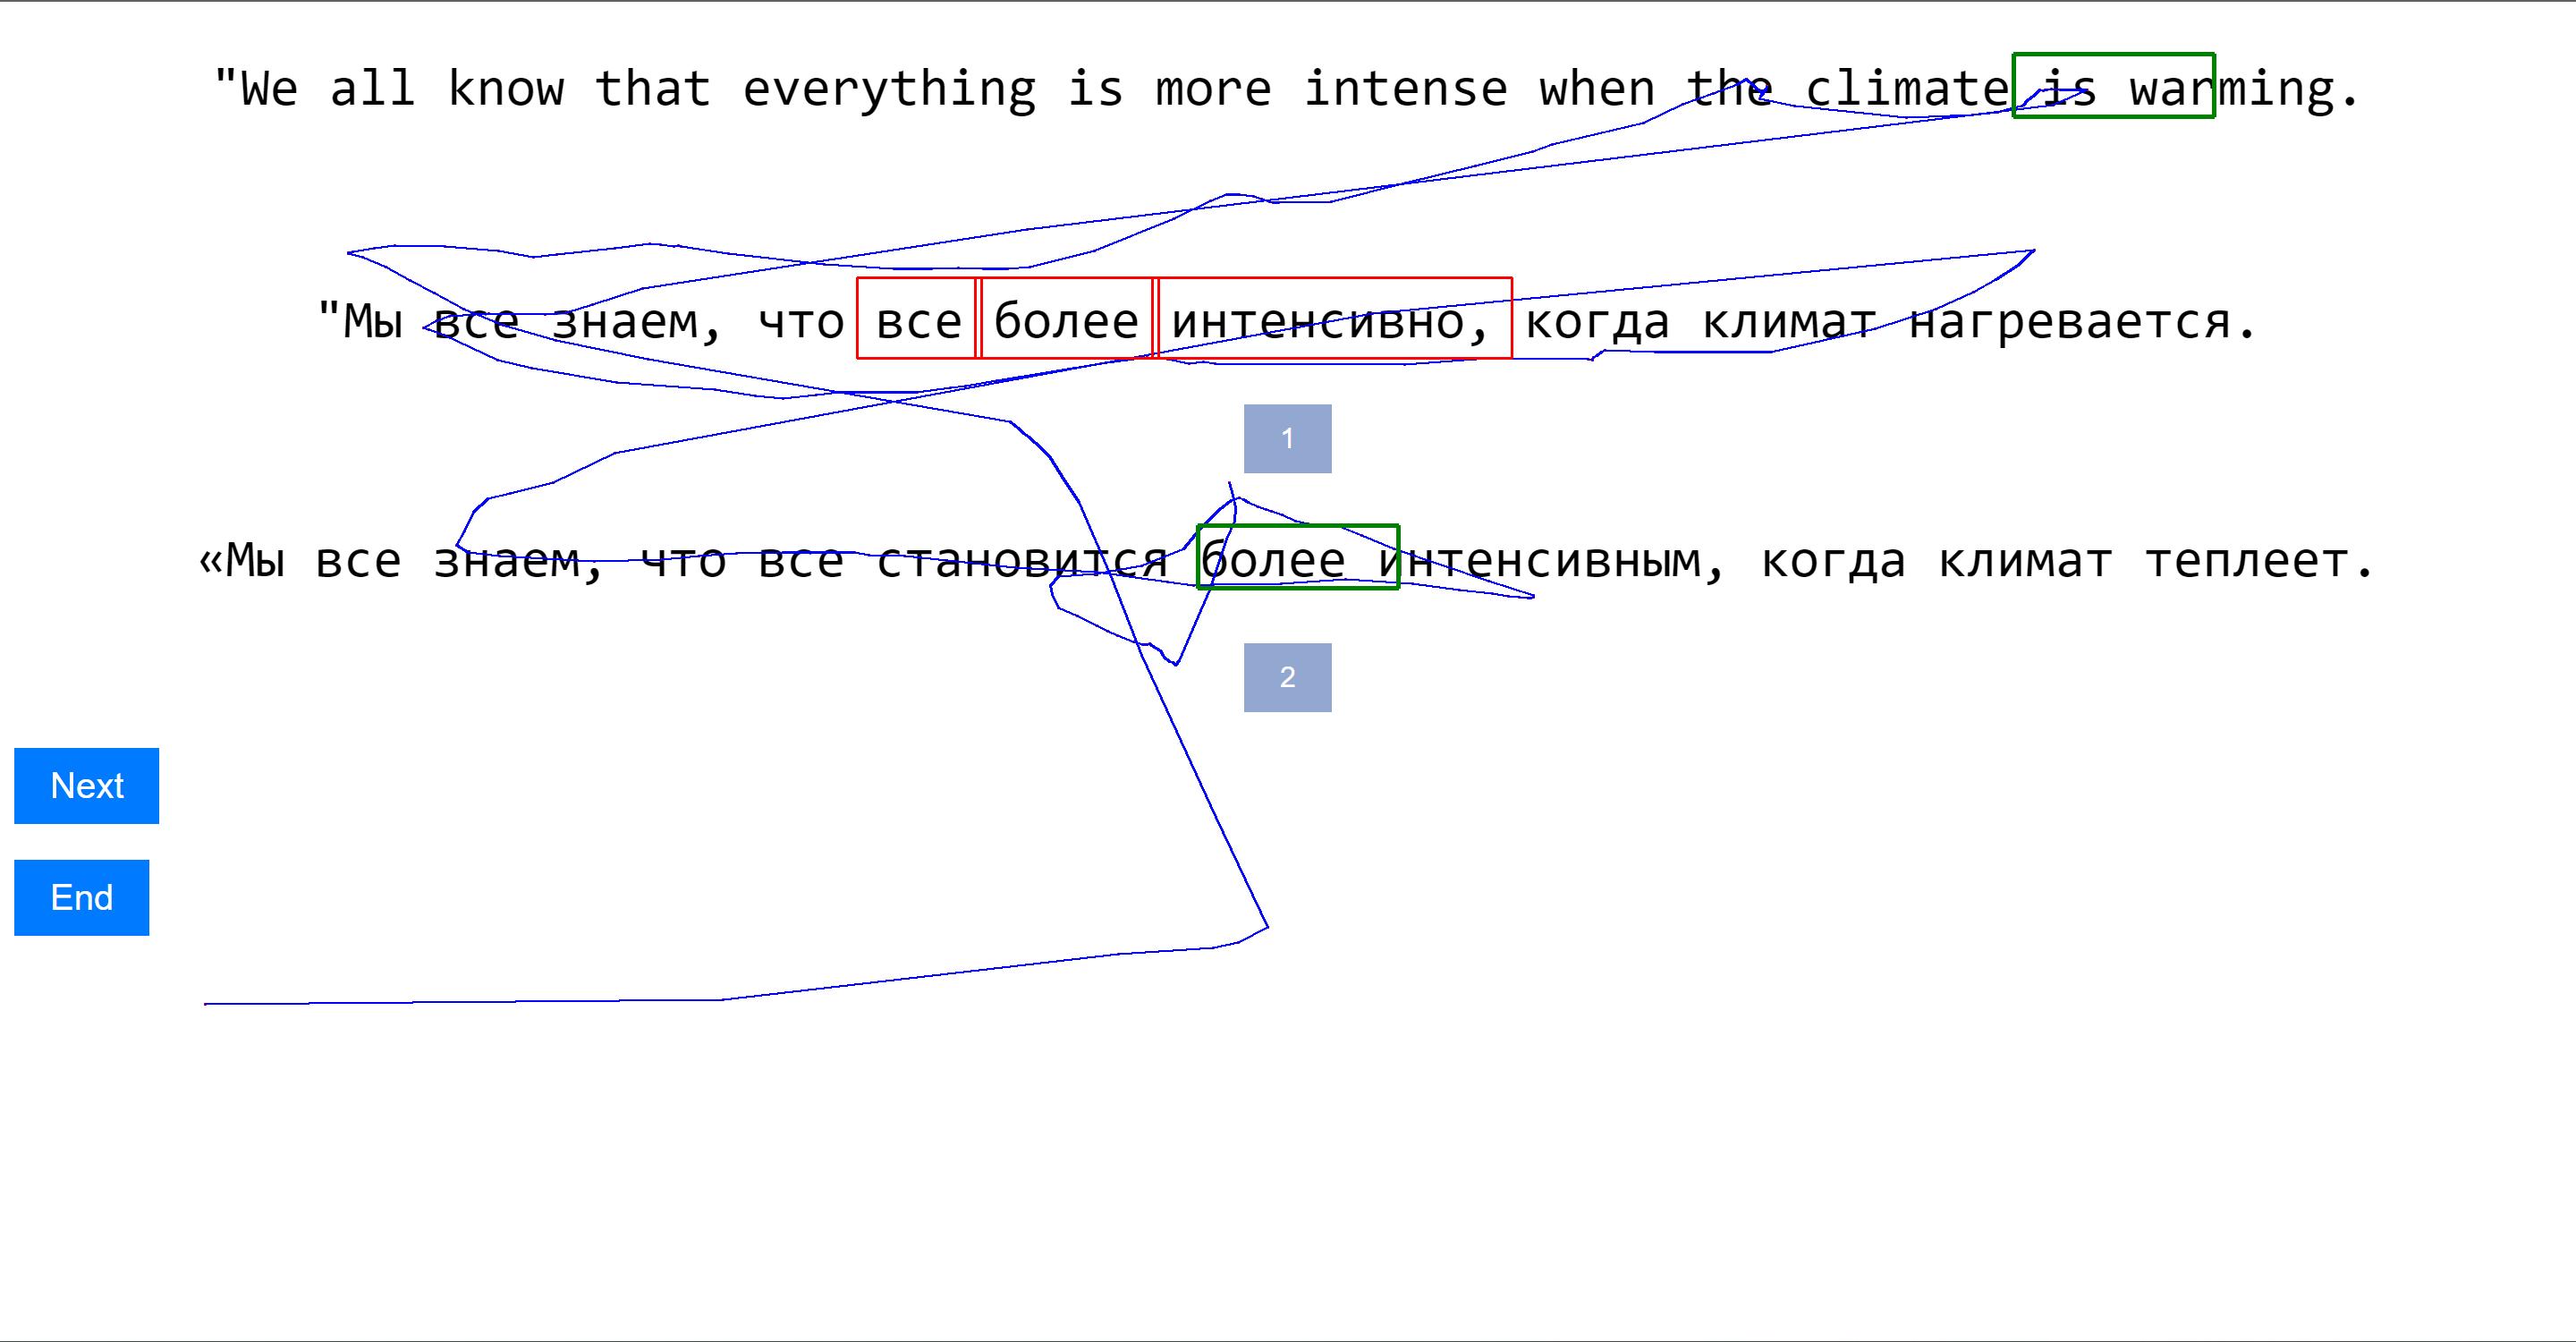 "We all know that everything is more intense when the climate is warming.
"Мы все знаем, что все более интенсивно, когда климат нагревается.
1
«Мы все знаем, что все становится более интенсивным, когда климат теплеет.
2
Next
End